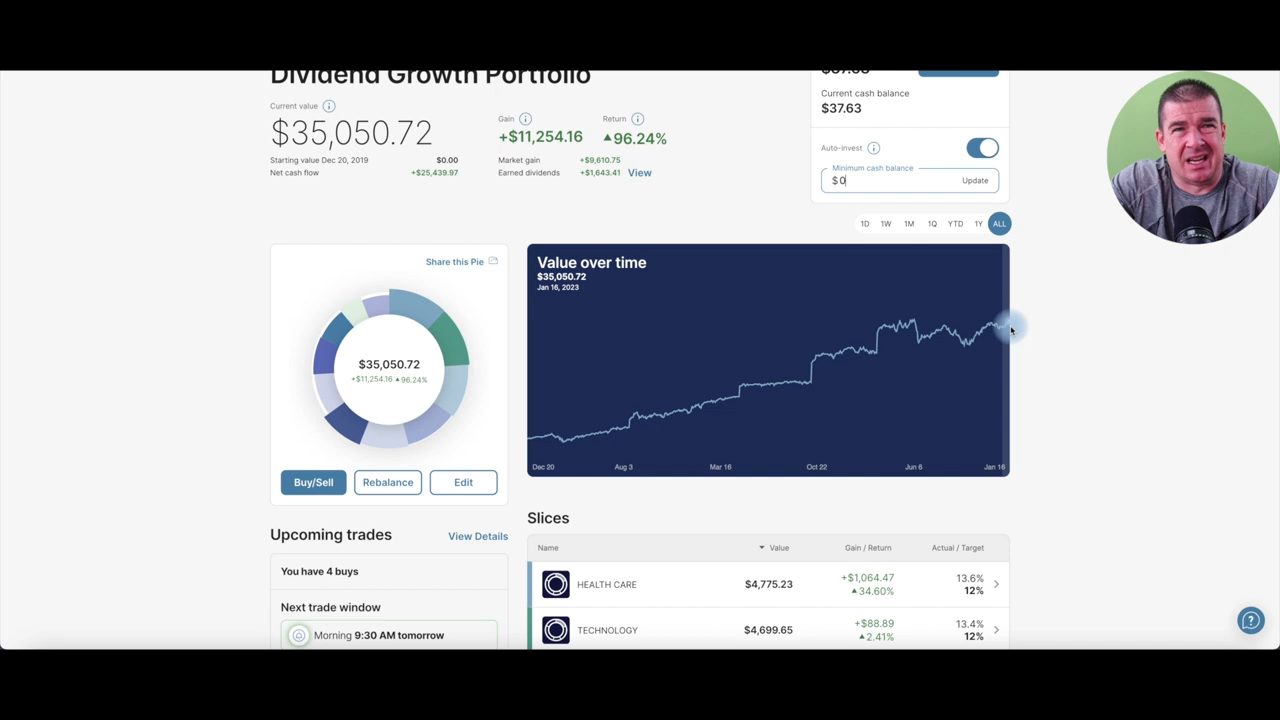 Dividend Growth Portfolio
Current value
$35,050.72
Starting value Dec 20, 2019 $0.00
Net cash flow +$25,439.97
Gain
+$11,254.16
Return
96.24%
Market gain +$9,610.75
Earned dividends +$1,643.41 View
$37.63
Current cash balance
$37.63
Auto-invest
Minimum cash balance
$0
Update
1D 1W 1M 1Q YTD 1Y ALL
Share this Pie
$35,050.72
+$11,254.16 96.24%
Buy/Sell Rebalance Edit
Value over time
$35,050.72
Jan 16, 2023
Dec 20 Aug 3 Mar 16 Oct 22 Jun 6 Jan 16
Upcoming trades View Details
You have 4 buys
Next trade window
Morning 9:30 AM tomorrow
Slices
Name Value Gain / Return Actual / Target
HEALTH CARE $4,775.23 +$1,064.47 13.6%
34.60% 12%
TECHNOLOGY $4,699.65 +$88.89 13.4%
2.41% 12%